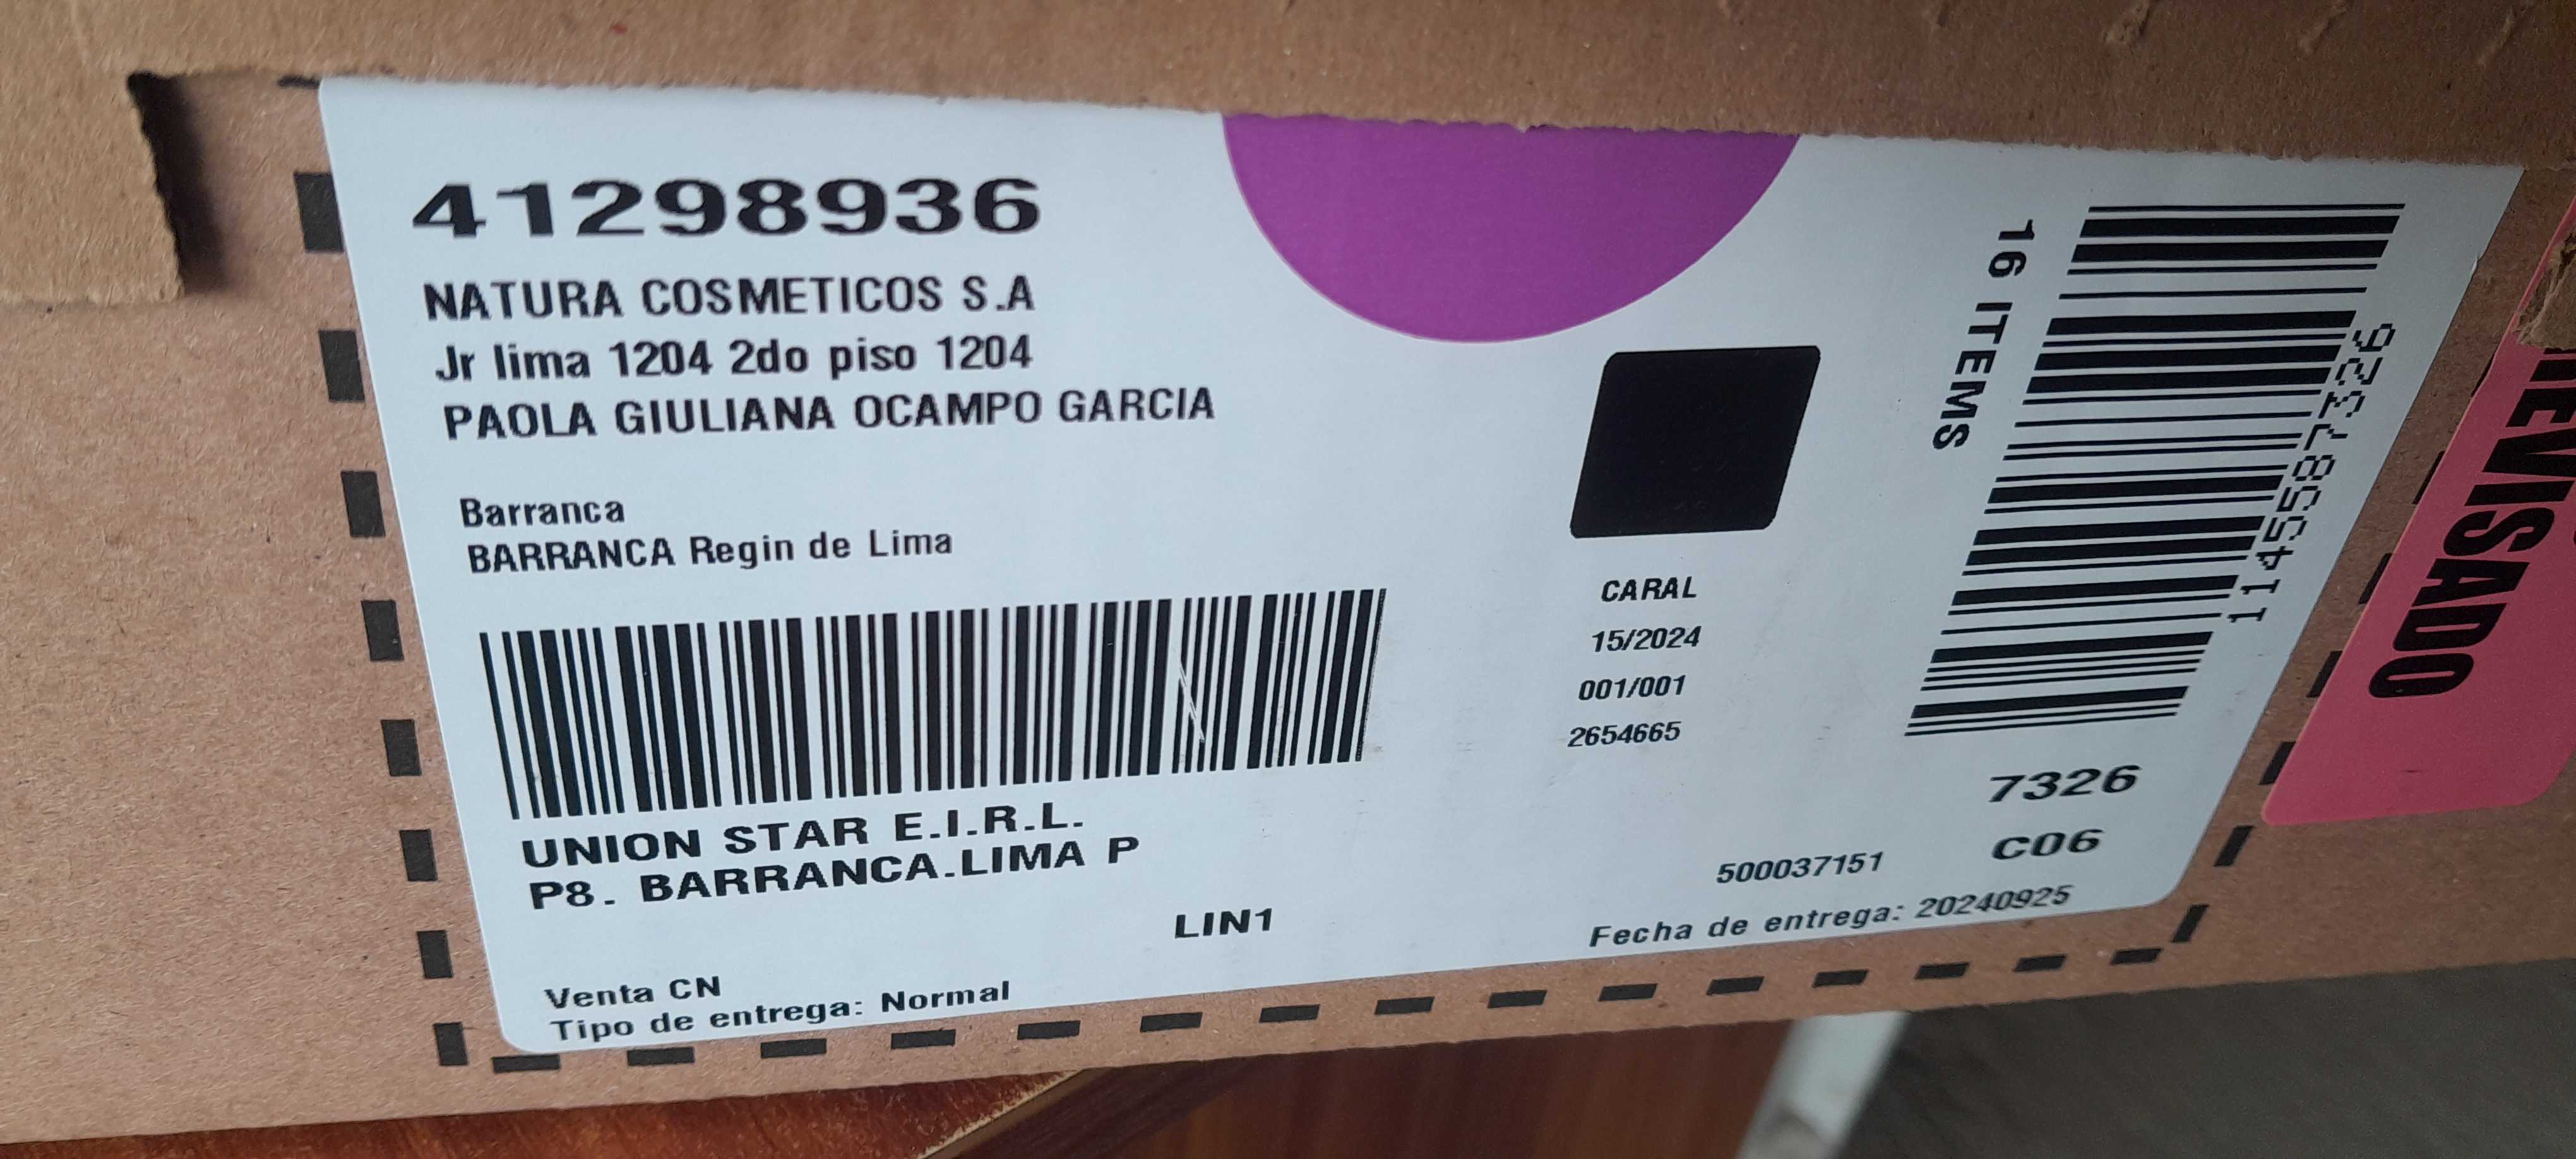 41298936
NATURA COSMETICOS S.A
Jr lima 1204 2do piso 1204
PAOLA GIULIANA OCAMPO GARCIA
Barranca
BARRANCA Regin de Lima
UNION STAR E.I.R.L.
P8. BARRANCA.LIMA P
LIN1
Venta CN
Tipo de entrega: Normal
CARAL
15/2024
001/001
2654665
16 ITEMS
7326
C06
500037151
Fecha de entrega: 20240925
REVISADO